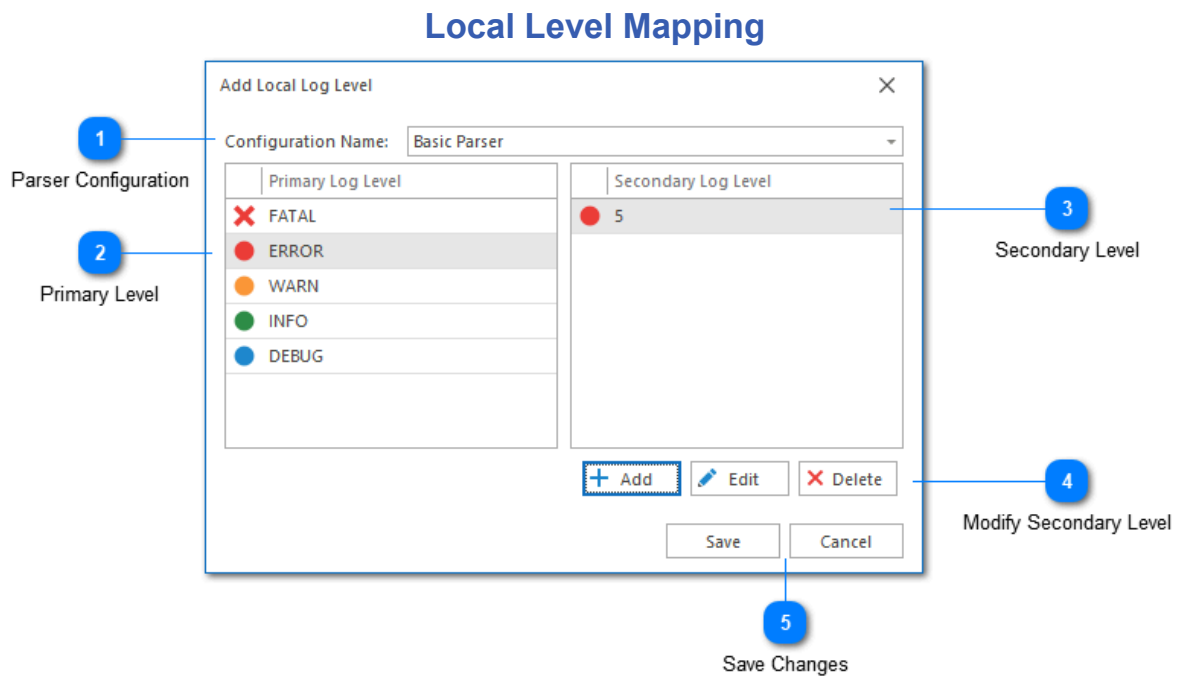 Local Level Mapping
Add Local Log Level
1
Parser Configuration
Configuration Name: Basic Parser
Primary Log Level
FATAL
ERROR
WARN
INFO
DEBUG
2
Primary Level
Secondary Log Level
5
3
Secondary Level
Add Edit Delete
4
Modify Secondary Level
Save Cancel
5
Save Changes